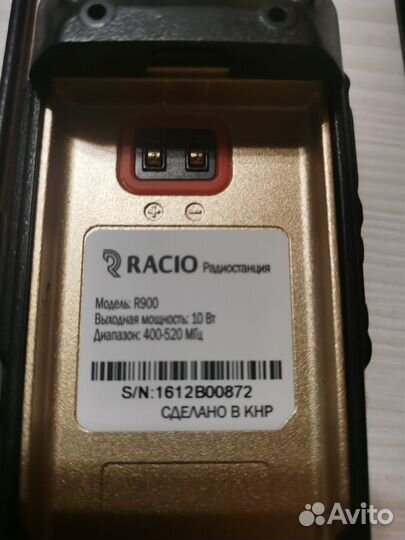 + −
RACIO Радиостанция
Модель: R900
Выходная мощность: 10 Вт
Диапазон: 400-520 МГц
S/N:1612B00872
СДЕЛАНО В КНР
Avito